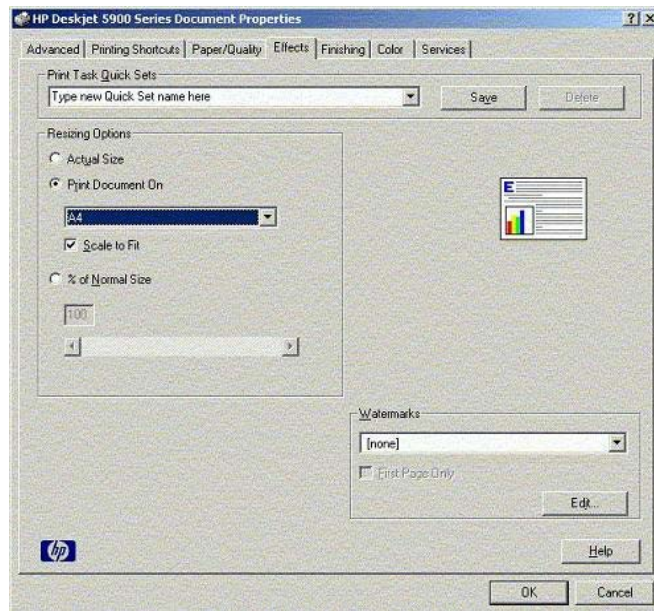 HP Deskjet 5900 Series Document Properties
Advanced Printing Shortcuts Paper/Quality Effects Finishing Color Services
Print Task Quick Sets
Type new Quick Set name here
Save Delete
Resizing Options
Actual Size
Print Document On
A4
Scale to Fit
% of Normal Size
100
E
Watermarks
[none]
First Page Only
Edit...
hp
Help
OK Cancel